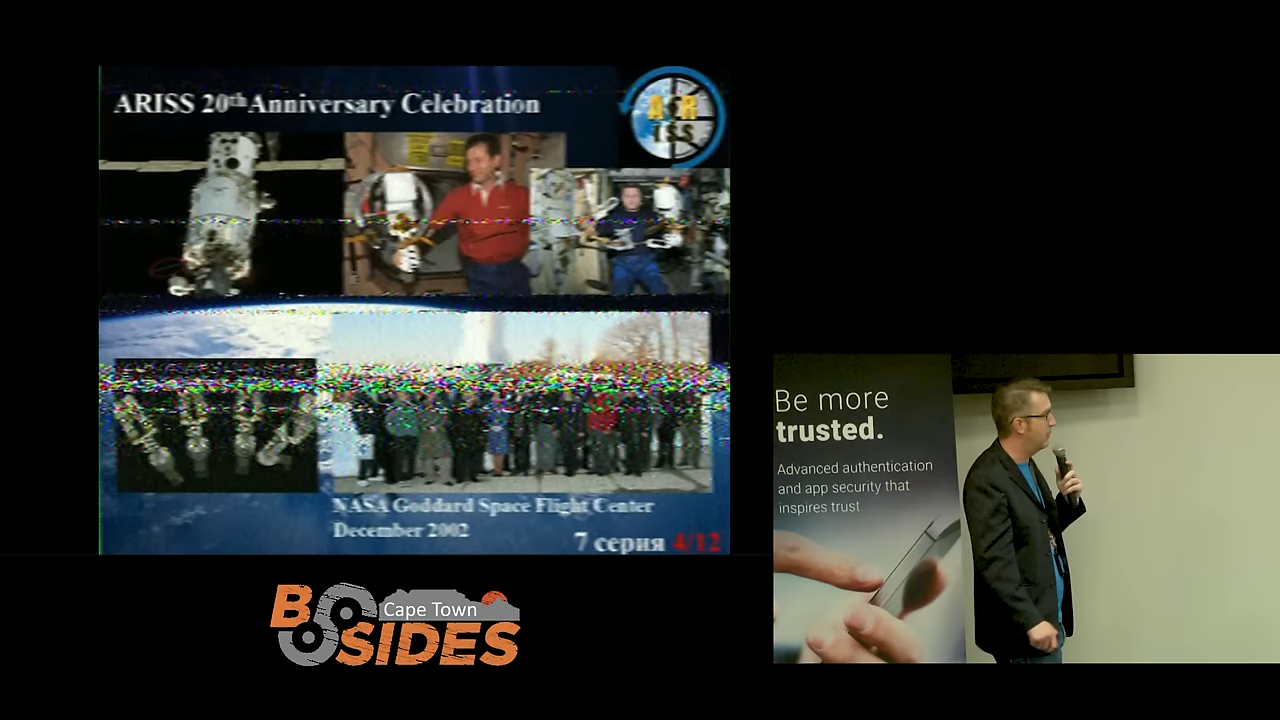 ARISS 20th Anniversary Celebration
ISS
NASA Goddard Space Flight Center
December 2002
7 серия 4/12
BSIDES
Cape Town
Be more
trusted.
Advanced authentication
and app security that
inspires trust